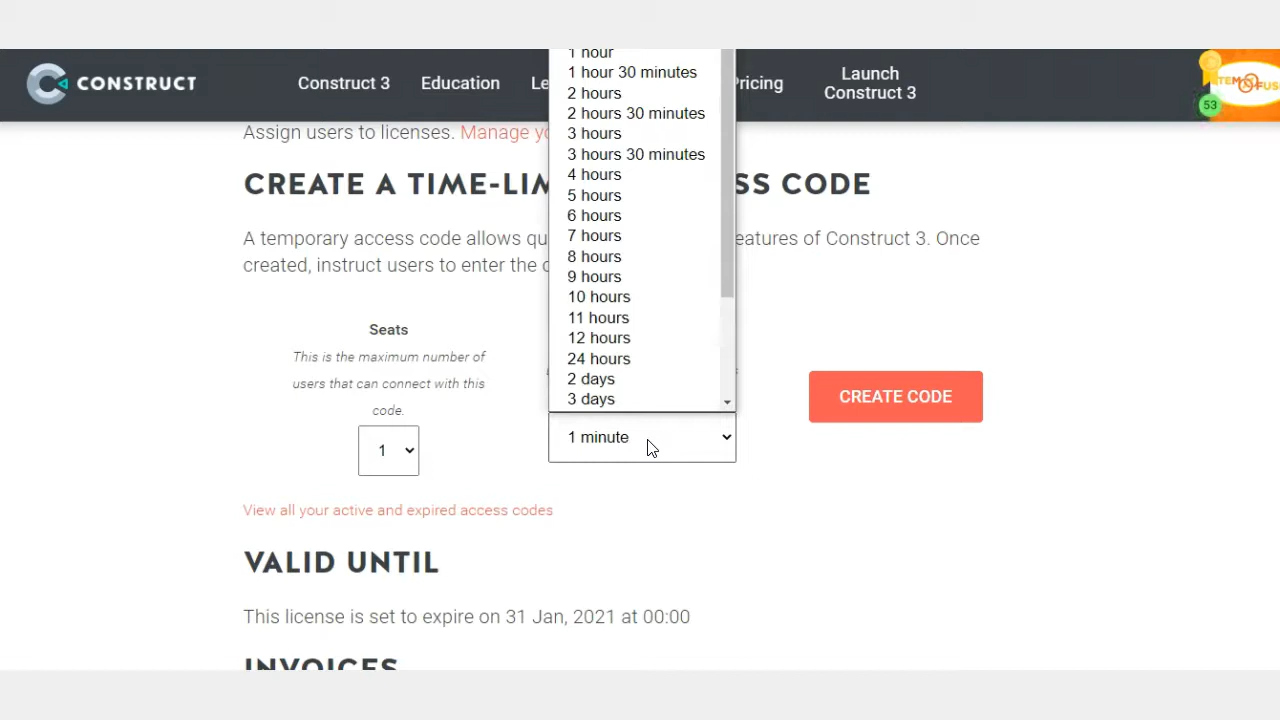 CONSTRUCT
Construct 3
Education
Le
Pricing
Launch
Construct 3
53
Assign users to licenses. Manage yo
CREATE A TIME-LIM SS CODE
A temporary access code allows qu eatures of Construct 3. Once
created, instruct users to enter the c
1 hour
1 hour 30 minutes
2 hours
2 hours 30 minutes
3 hours
3 hours 30 minutes
4 hours
5 hours
6 hours
7 hours
8 hours
9 hours
10 hours
11 hours
12 hours
24 hours
2 days
3 days
Seats
This is the maximum number of
users that can connect with this
code.
1
1 minute
CREATE CODE
View all your active and expired access codes
VALID UNTIL
This license is set to expire on 31 Jan, 2021 at 00:00
INVOICES